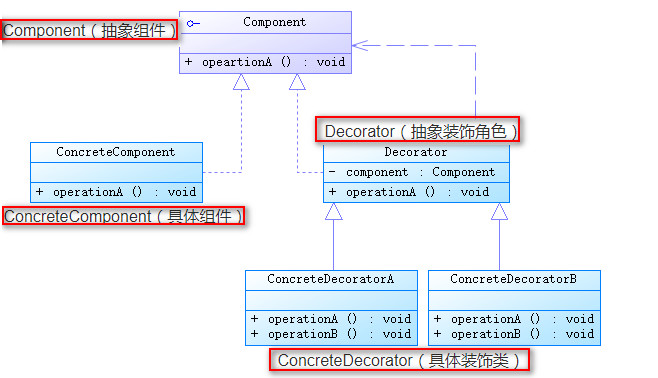 Component（抽象组件）
Component
+ opeartionA () : void
Decorator（抽象装饰角色）
ConcreteComponent
+ operationA () : void
ConcreteComponent（具体组件）
Decorator
- component : Component
+ operationA () : void
ConcreteDecoratorA
+ operationA () : void
+ operationB () : void
ConcreteDecoratorB
+ operationA () : void
+ operationB () : void
ConcreteDecorator（具体装饰类）